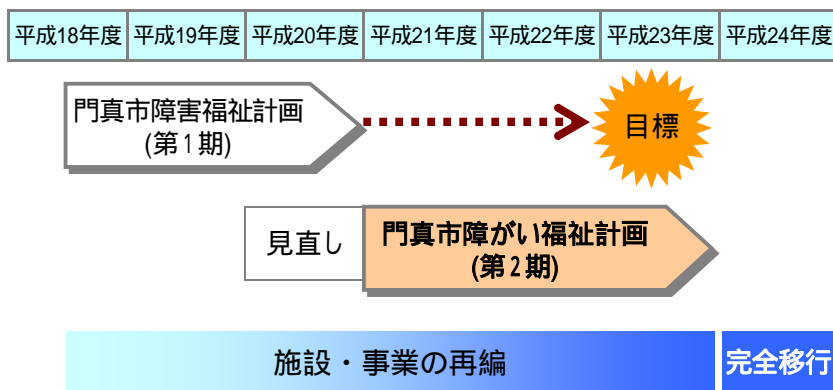 平成18年度 平成19年度 平成20年度 平成21年度 平成22年度 平成23年度 平成24年度
門真市障害福祉計画
(第1期)
目標
見直し
門真市障がい福祉計画
(第2期)
施設・事業の再編
完全移行